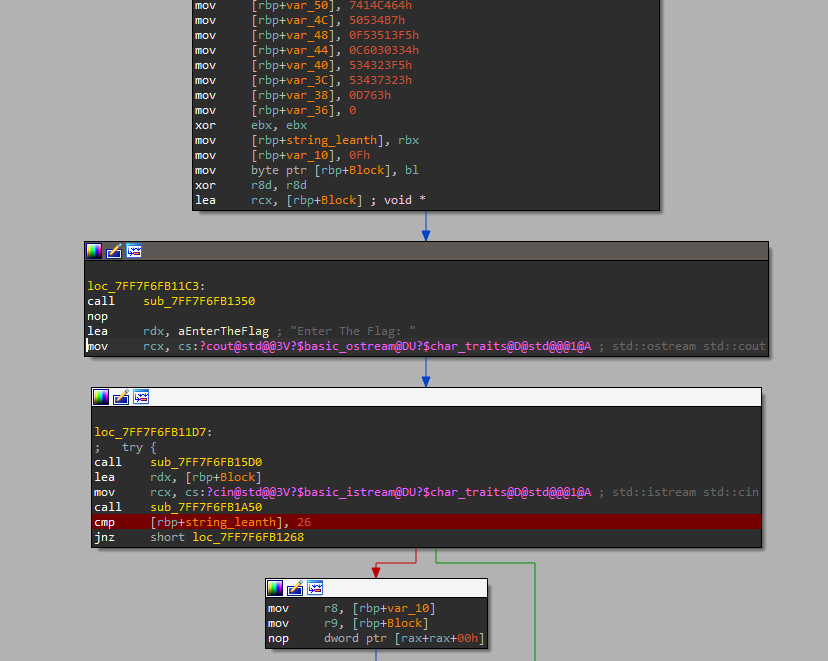 mov [rbp+var_50], 7414C464h
mov [rbp+var_4C], 50534B7h
mov [rbp+var_48], 0F53513F5h
mov [rbp+var_44], 0C6030334h
mov [rbp+var_40], 534323F5h
mov [rbp+var_3C], 53437323h
mov [rbp+var_38], 0D763h
mov [rbp+var_36], 0
xor ebx, ebx
mov [rbp+string_leanth], rbx
mov [rbp+var_10], 0Fh
mov byte ptr [rbp+Block], bl
xor r8d, r8d
lea rcx, [rbp+Block] ; void *
loc_7FF7F6FB11C3:
call sub_7FF7F6FB1350
nop
lea rdx, aEnterTheFlag ; "Enter The Flag: "
mov rcx, cs:?cout@std@@3V?$basic_ostream@DU?$char_traits@D@std@@@1@A ; std::ostream std::cout
loc_7FF7F6FB11D7:
; try {
call sub_7FF7F6FB15D0
lea rdx, [rbp+Block]
mov rcx, cs:?cin@std@@3V?$basic_istream@DU?$char_traits@D@std@@@1@A ; std::istream std::cin
call sub_7FF7F6FB1A50
cmp [rbp+string_leanth], 26
jnz short loc_7FF7F6FB1268
mov r8, [rbp+var_10]
mov r9, [rbp+Block]
nop dword ptr [rax+rax+00h]